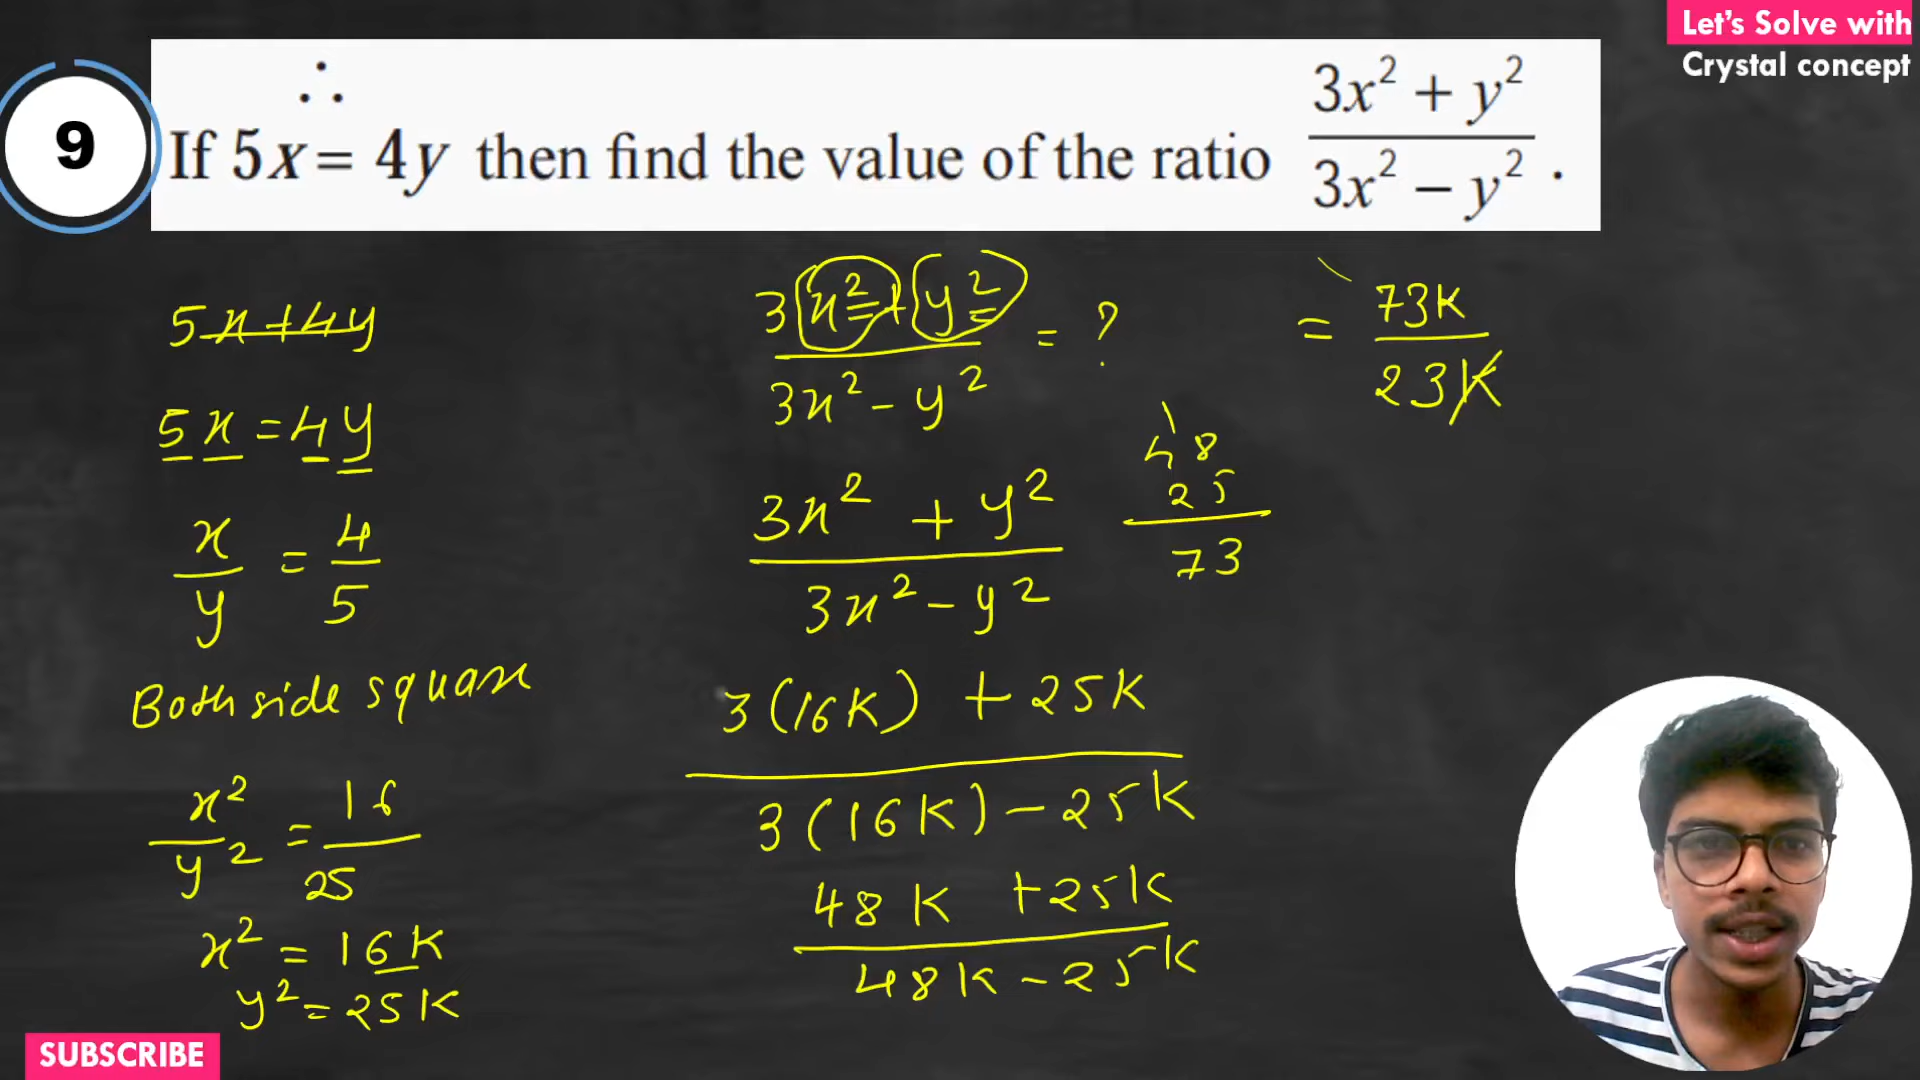 Let's Solve with
Crystal concept
∴
9
If 5x = 4y then find the value of the ratio (3x² + y²)/(3x² − y²) .
5x+4y
5x = 4y
x/y = 4/5
Both side square
x²/y² = 16/25
x² = 16K
y² = 25K
(3x²+y²)/(3x²-y²) = ?
(3x² + y²)/(3x² - y²)
48
25
73
(3(16K) + 25K)/(3(16K) - 25K)
(48K + 25K)/(48K - 25K)
= 73K/23K
SUBSCRIBE